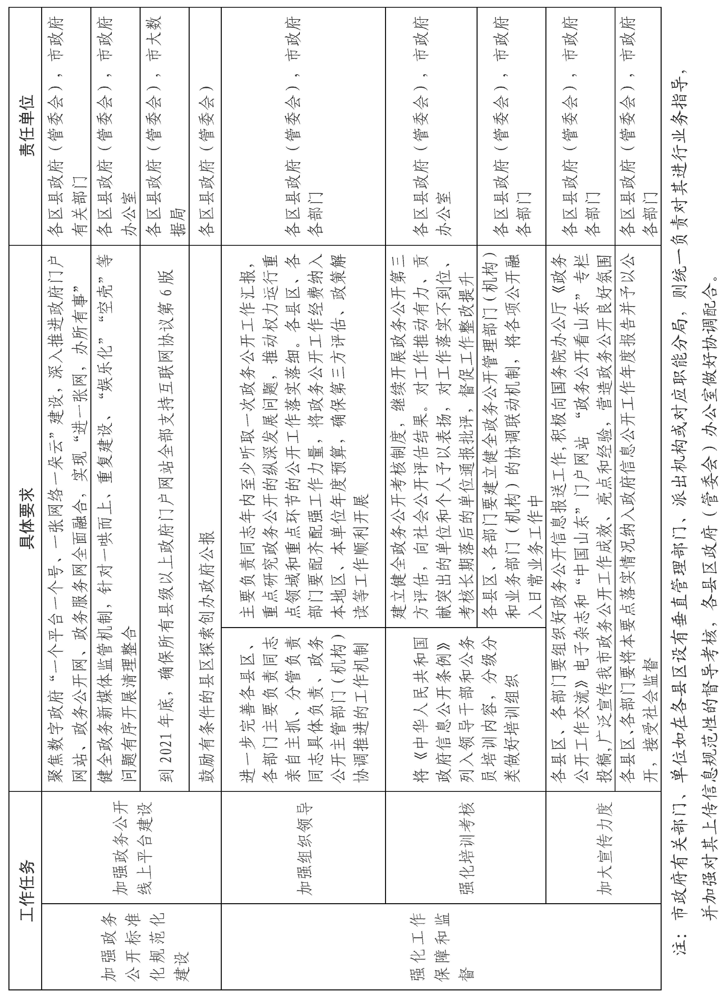 工作任务
具体要求
责任单位
加强政务
公开标准
化规范化
建设
加强政务公开
线上平台建设
聚焦数字政府“一个平台一个号、一张网络一朵云”建设，深入推进政府门户
网站、政务公开网、政务服务网全面融合，实现“进一张网，办所有事”
各区县政府（管委会），市政府
有关部门
健全政务新媒体监管机制，针对一哄而上、重复建设、“娱乐化”“空壳”等
问题有序开展清理整合
各区县政府（管委会），市政府
办公室
到2021年底，确保所有县级以上政府门户网站全部支持互联网协议第6版
各区县政府（管委会），市大数
据局
鼓励有条件的县区探索创办政府公报
各区县政府（管委会）
强化工作
保障和监
督
加强组织领导
进一步完善各县区、
各部门主要负责同志
亲自主抓、分管负责
同志具体负责、政务
公开主管部门（机构）
协调推进的工作机制
主要负责同志年内至少听取一次政务公开工作汇报，
重点研究政务公开的纵深发展问题，推动权力运行重
点领域和重点环节的公开工作落实落细。各县区、各
部门要配齐配强工作力量，将政务公开工作经费纳入
本地区、本单位年度预算，确保第三方评估、政策解
读等工作顺利开展
各区县政府（管委会），市政府
各部门
强化培训考核
将《中华人民共和国
政府信息公开条例》
列入领导干部和公务
员培训内容，分级分
类做好培训组织
建立健全政务公开考核制度，继续开展政务公开第三
方评估，向社会公开评估结果。对工作推动有力、贡
献突出的单位和个人予以表扬，对工作落实不到位、
考核长期落后的单位通报批评，督促工作整改提升
各区县政府（管委会），市政府
办公室
各县区、各部门要建立健全政务公开管理部门（机构）
和业务部门（机构）的协调联动机制，将各项公开融
入日常业务工作中
各区县政府（管委会），市政府
各部门
加大宣传力度
各县区、各部门要组织好政务公开信息报送工作，积极向国务院办公厅《政务
公开工作交流》电子杂志和“中国山东”门户网站“政务公开看山东”专栏
投稿，广泛宣传我市政务公开工作成效、亮点和经验，营造政务公开良好氛围
各区县政府（管委会），市政府
各部门
各县区、各部门要将本要点落实情况纳入政府信息公开工作年度报告并予以公
开，接受社会监督
各区县政府（管委会），市政府
各部门
注：市政府有关部门、单位如在各县区设有垂直管理部门、派出机构或对应职能分局，则统一负责对其进行业务指导，
并加强对其上传信息规范性的督导考核，各县区政府（管委会）办公室做好协调配合。